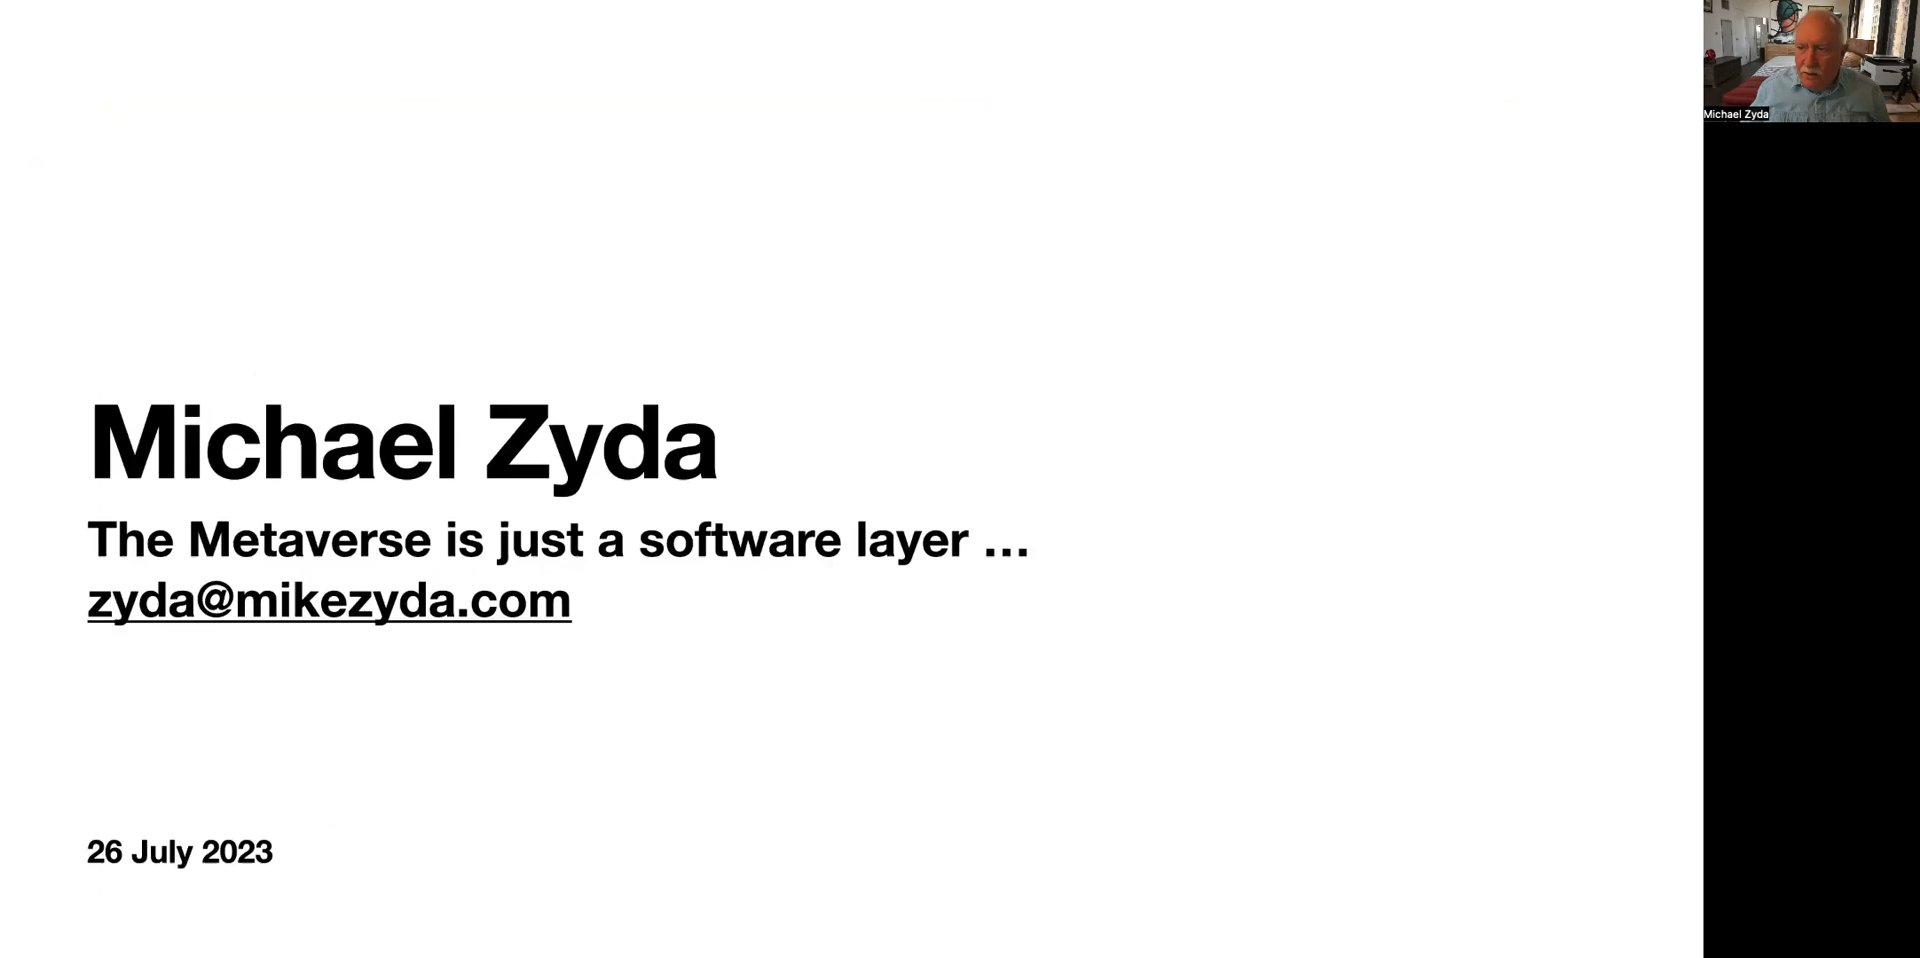 Michael Zyda
The Metaverse is just a software layer …
zyda@mikezyda.com
26 July 2023
Michael Zyda